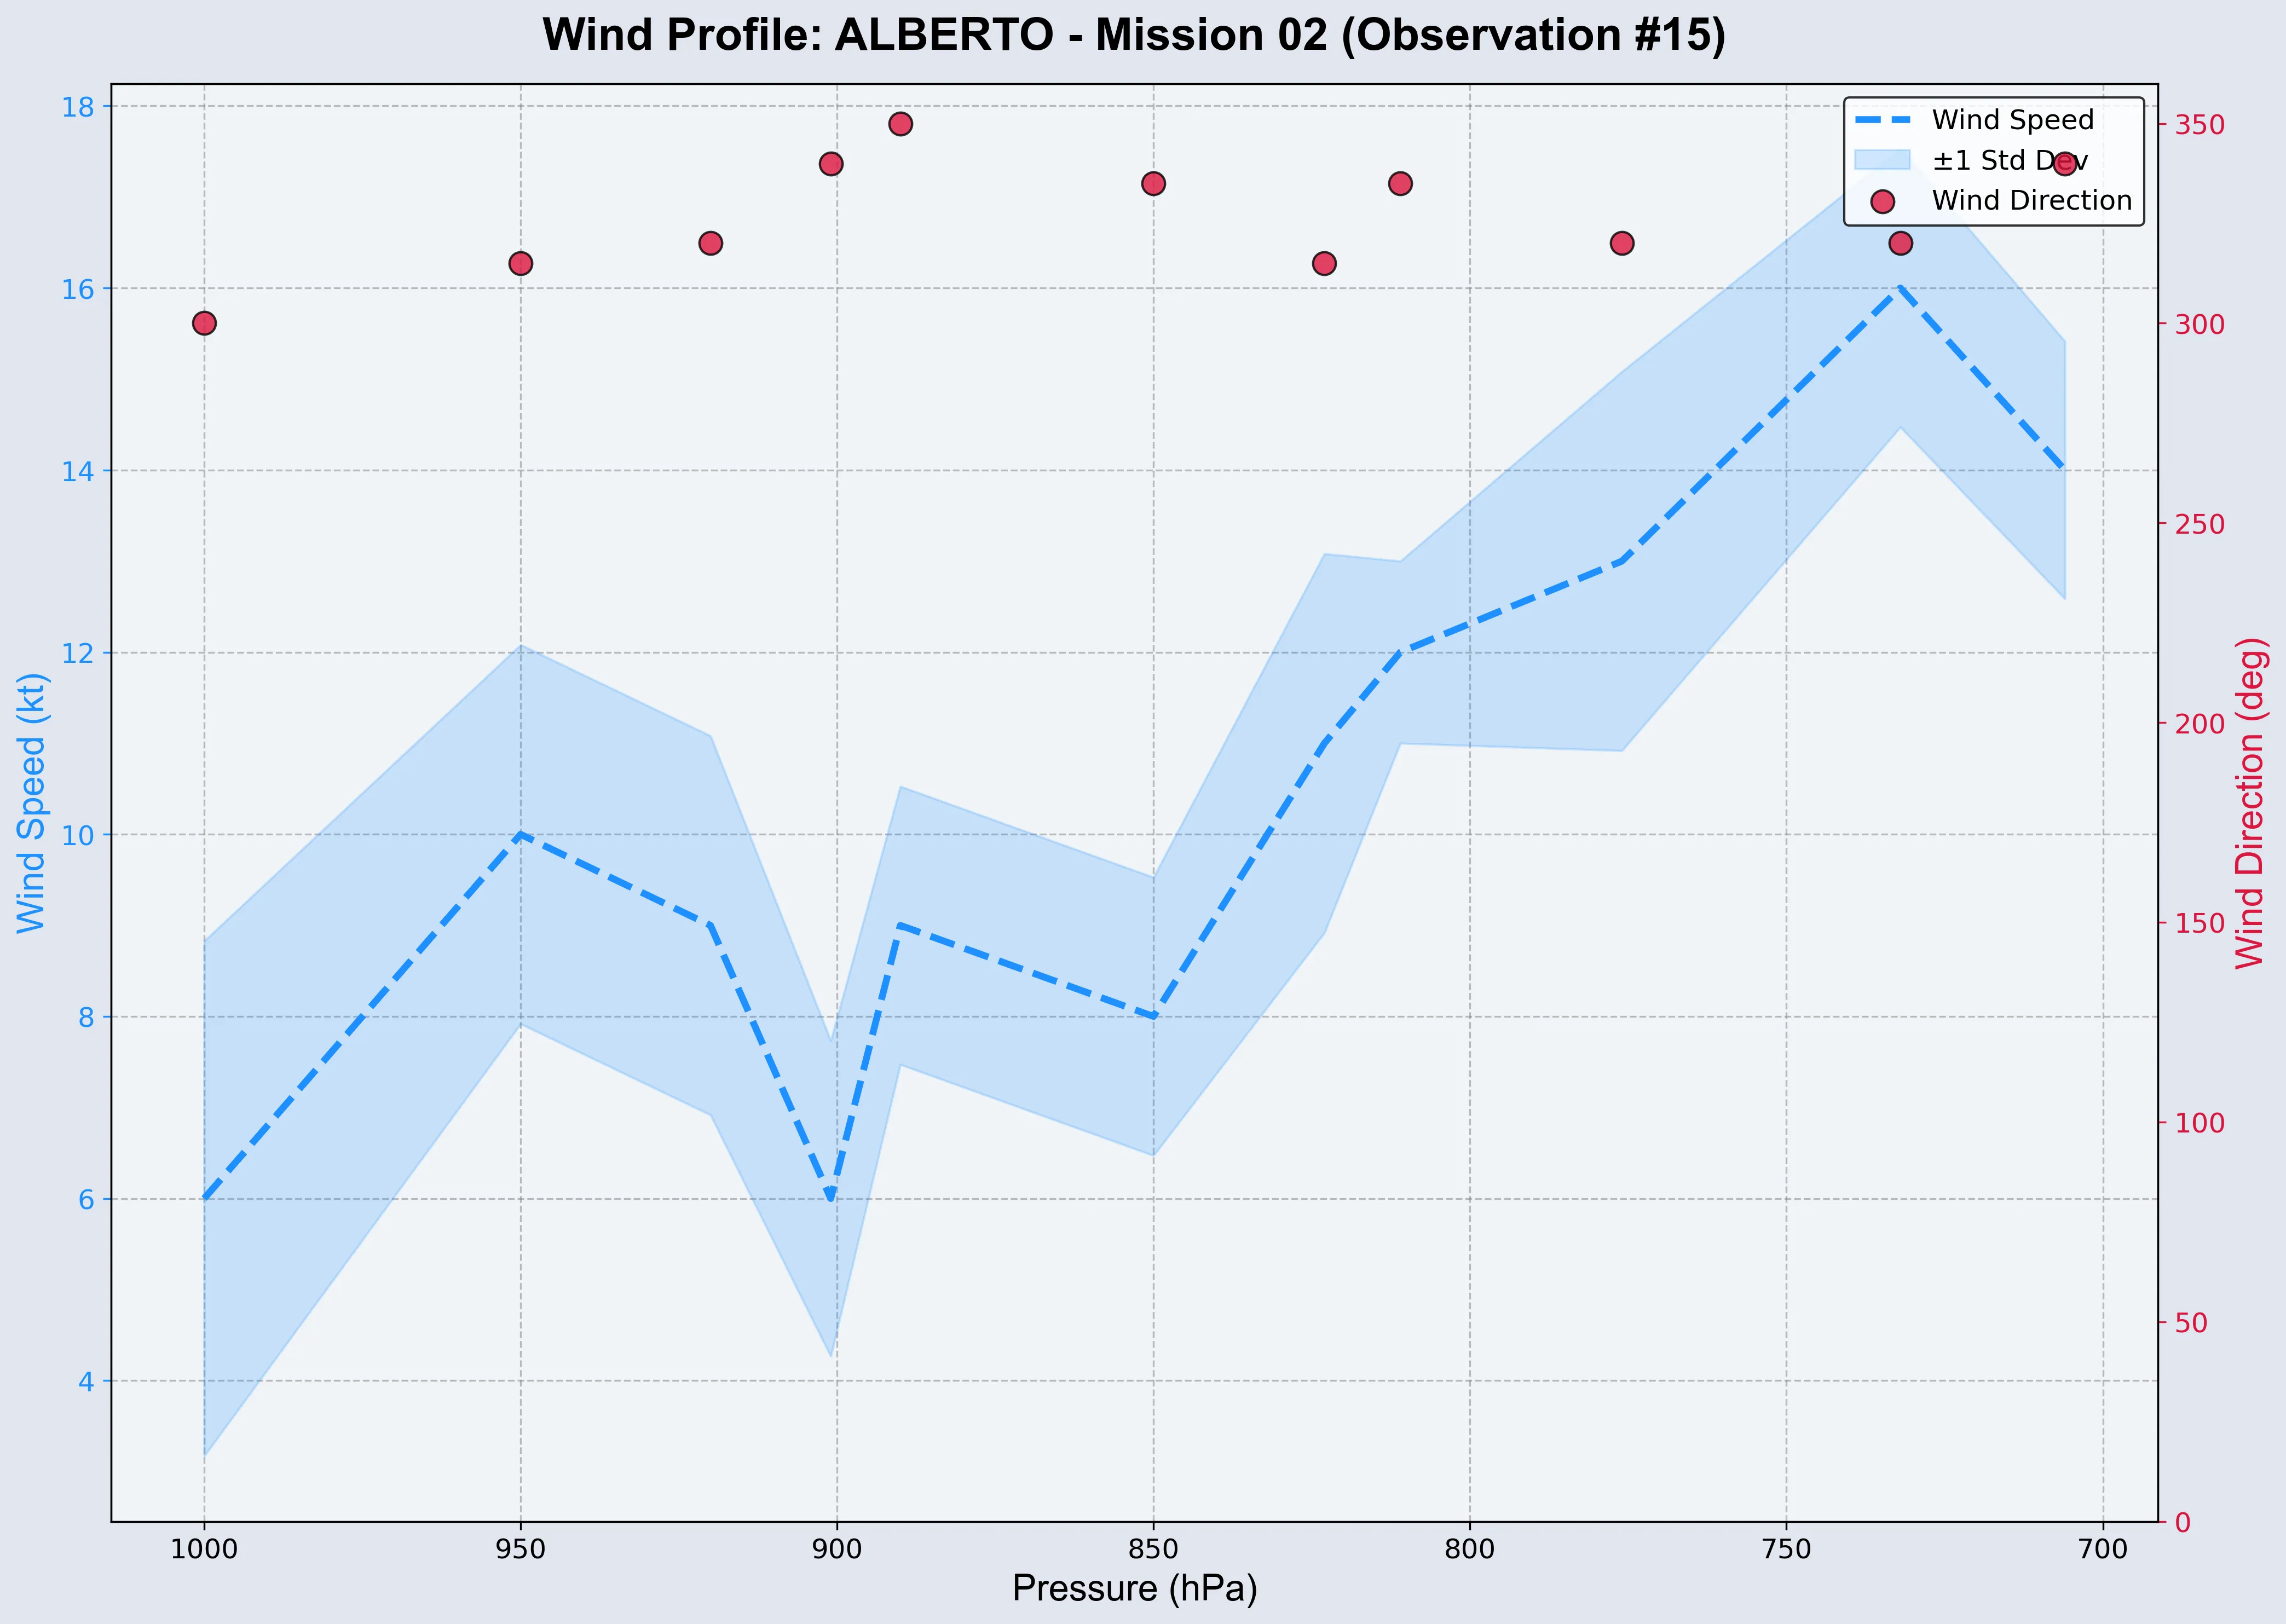 Wind Profile: ALBERTO - Mission 02 (Observation #15)
Wind Speed (kt)
18
16
14
12
10
8
6
4
Wind Speed
±1 Std Dev
Wind Direction
350
300
250
200
150
100
50
0
Wind Direction (deg)
1000 950 900 850 800 750 700
Pressure (hPa)